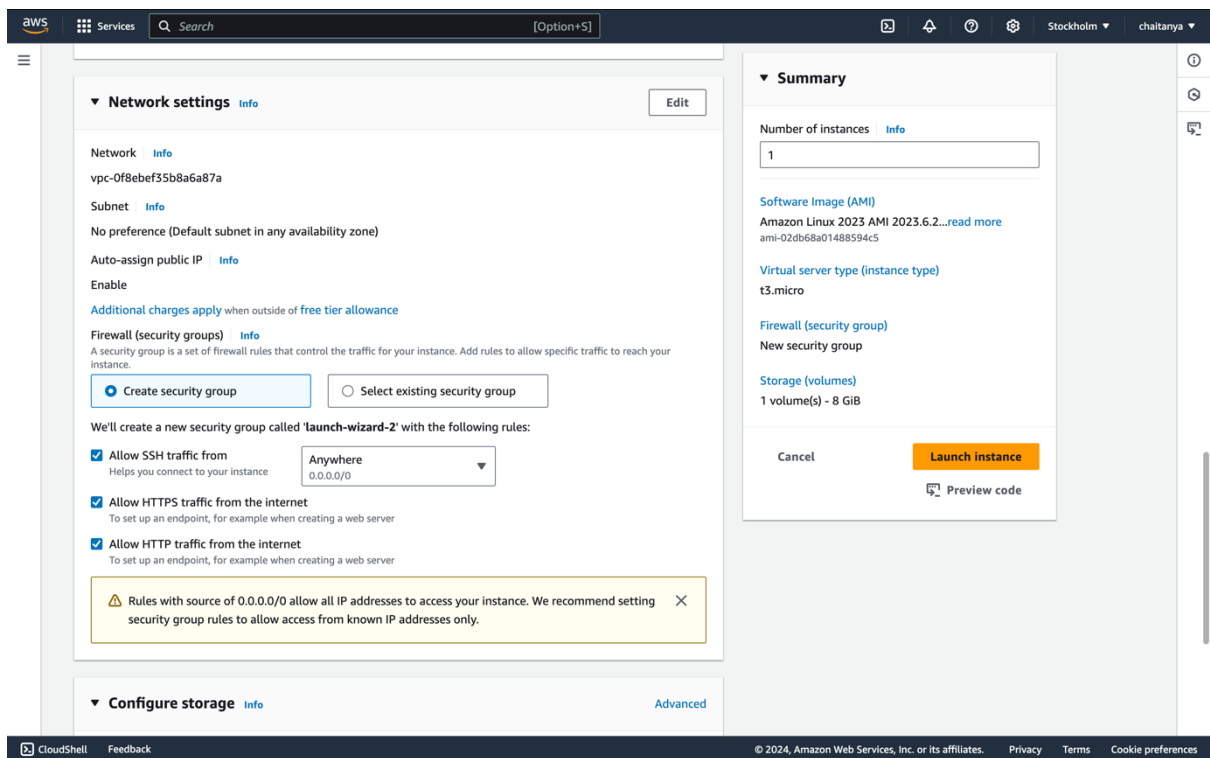 aws
Services
Search
[Option+S]
Stockholm
chaitanya
Network settings Info
Edit
Network Info
vpc-0f8ebef35b8a6a87a
Subnet Info
No preference (Default subnet in any availability zone)
Auto-assign public IP Info
Enable
Additional charges apply when outside of free tier allowance
Firewall (security groups) Info
A security group is a set of firewall rules that control the traffic for your instance. Add rules to allow specific traffic to reach your
instance.
Create security group
Select existing security group
We'll create a new security group called 'launch-wizard-2' with the following rules:
Allow SSH traffic from
Helps you connect to your instance
Anywhere
0.0.0.0/0
Allow HTTPS traffic from the internet
To set up an endpoint, for example when creating a web server
Allow HTTP traffic from the internet
To set up an endpoint, for example when creating a web server
Rules with source of 0.0.0.0/0 allow all IP addresses to access your instance. We recommend setting
security group rules to allow access from known IP addresses only.
Configure storage Info
Advanced
Summary
Number of instances Info
1
Software Image (AMI)
Amazon Linux 2023 AMI 2023.6.2...read more
ami-02db68a01488594c5
Virtual server type (instance type)
t3.micro
Firewall (security group)
New security group
Storage (volumes)
1 volume(s) - 8 GiB
Cancel
Launch instance
Preview code
CloudShell
Feedback
© 2024, Amazon Web Services, Inc. or its affiliates.
Privacy
Terms
Cookie preferences